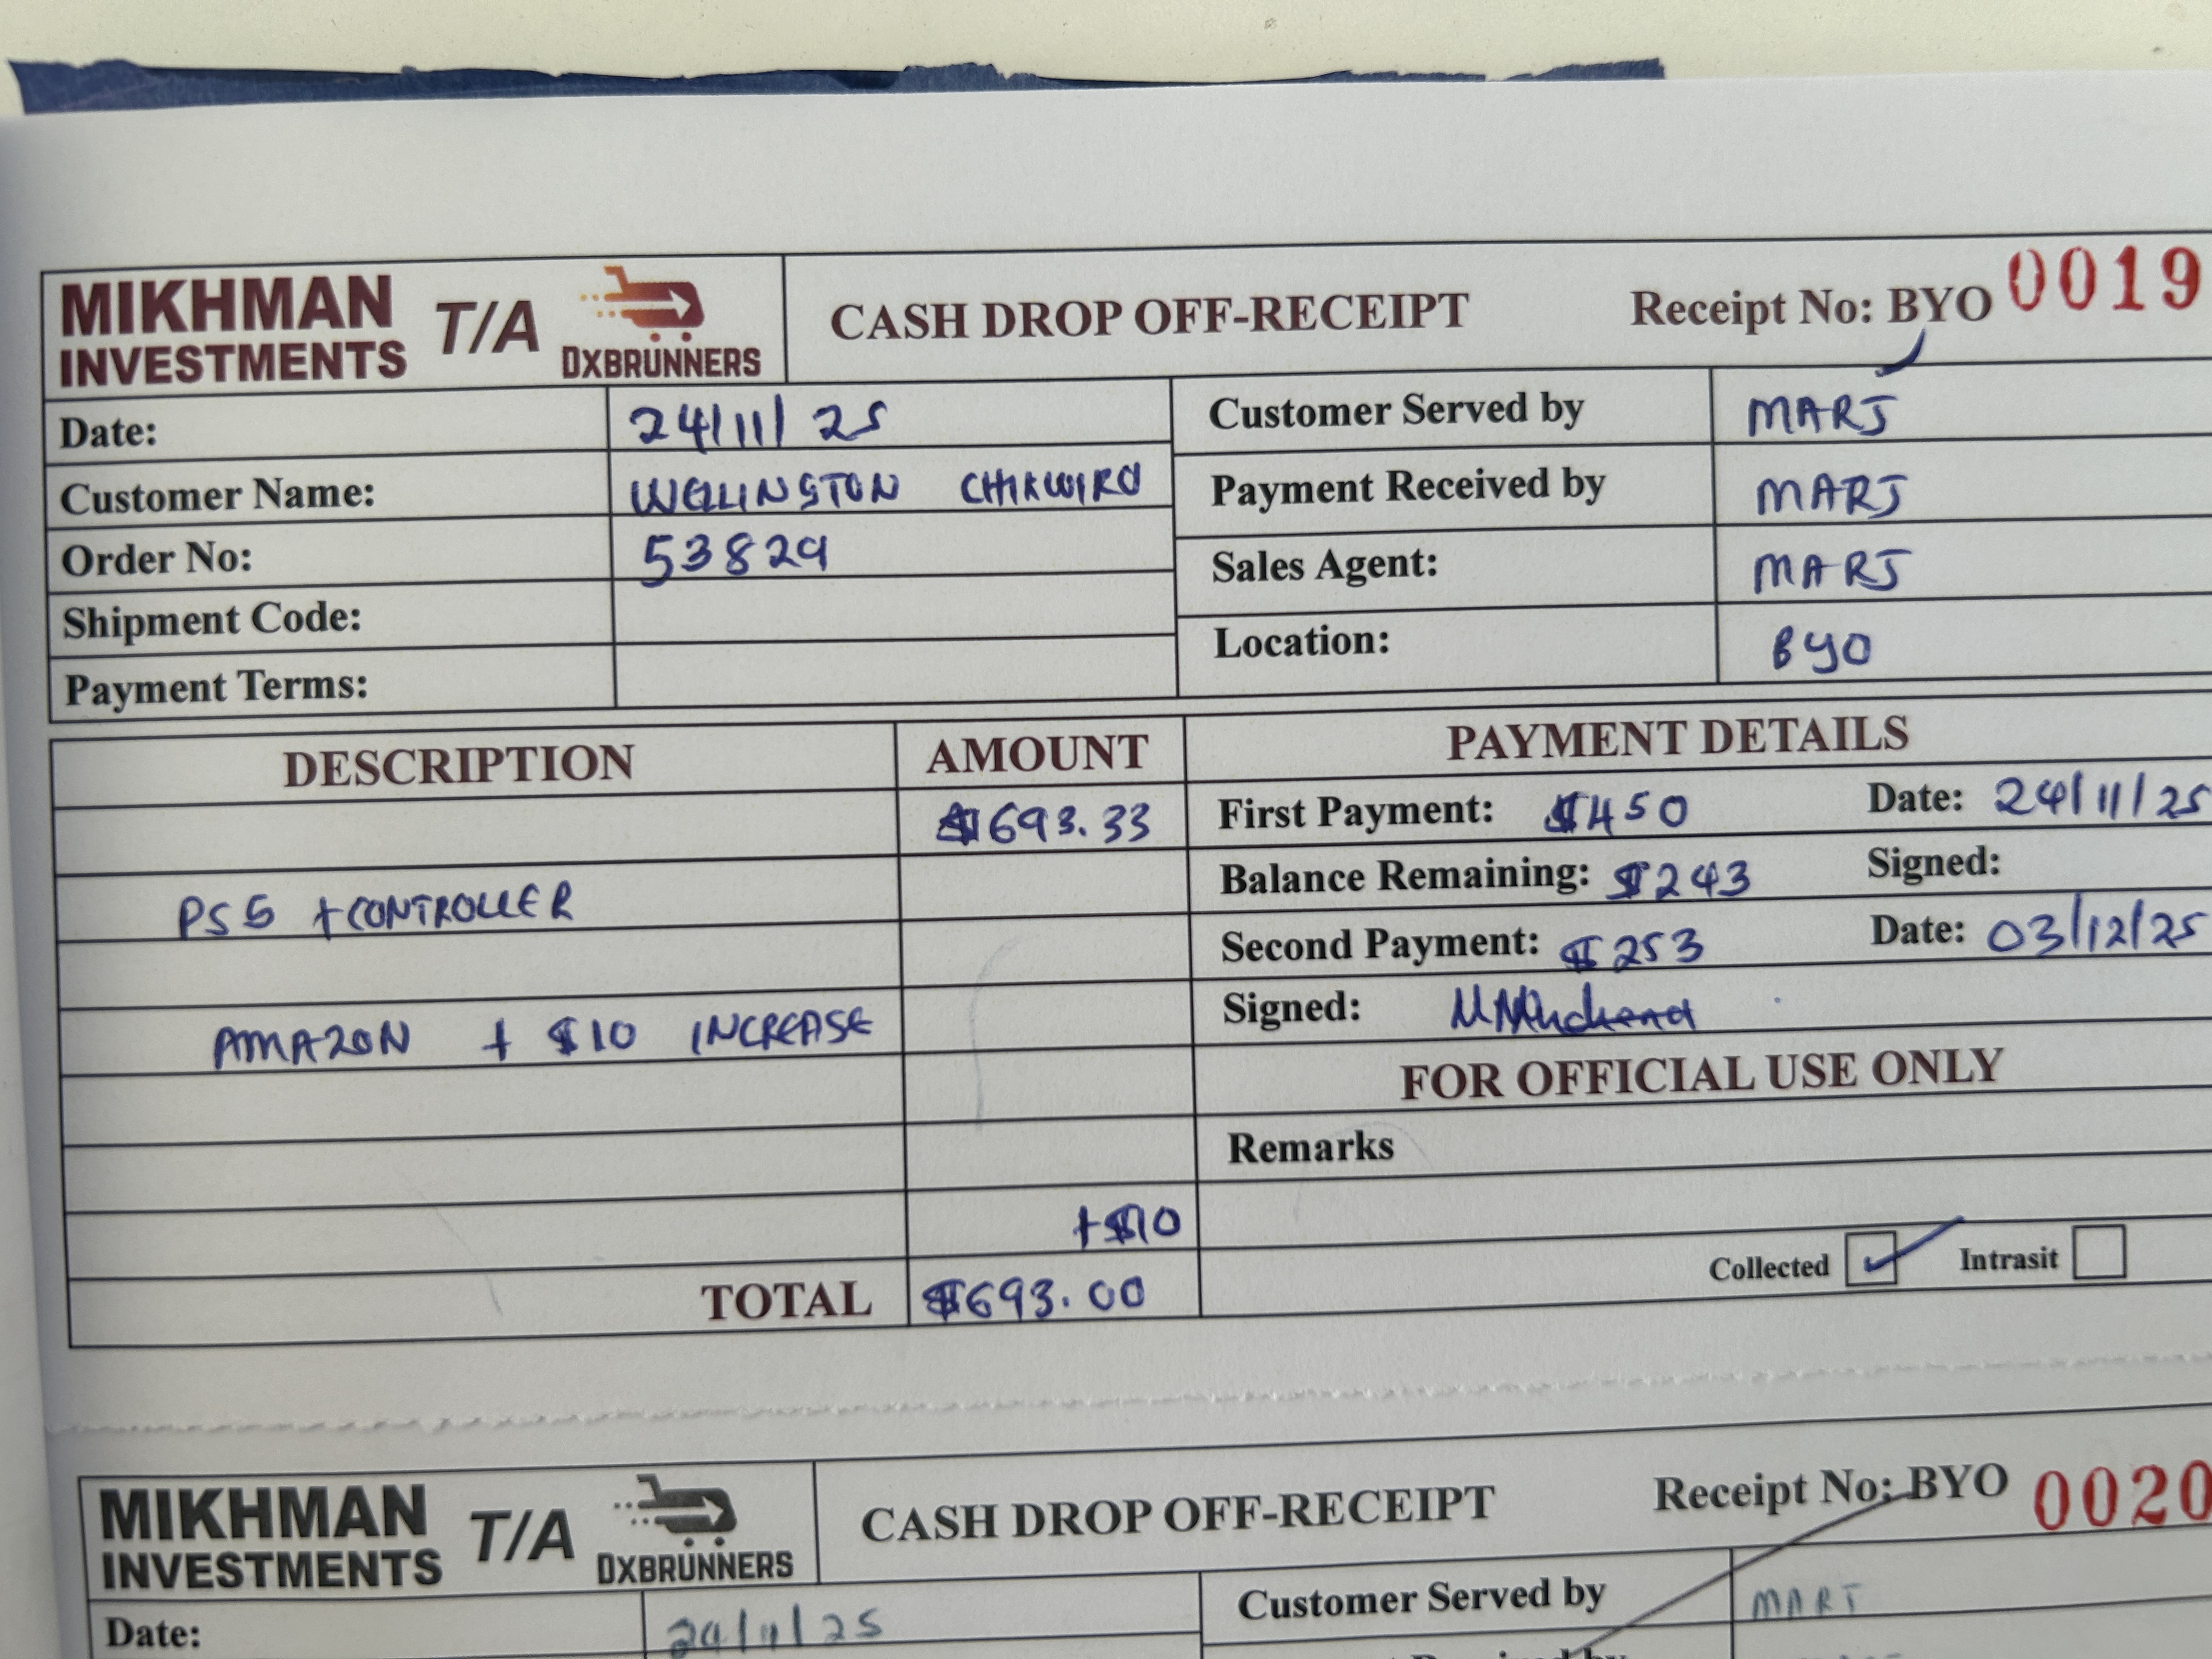 MIKHMAN INVESTMENTS T/A DXBRUNNERS CASH DROP OFF-RECEIPT Receipt No: BYO 0019
Date: 24/11/25 Customer Served by MARJ
Customer Name: WELLINGTON CHIKWIRO Payment Received by MARJ
Order No: 53829 Sales Agent: MARJ
Shipment Code: Location: BYO
Payment Terms:
DESCRIPTION AMOUNT PAYMENT DETAILS
$693.33 First Payment: $450 Date: 24/11/25
PS5 + CONTROLLER Balance Remaining: $243 Signed:
Second Payment: $253 Date: 03/12/25
AMAZON + $10 INCREASE Signed:
FOR OFFICIAL USE ONLY
Remarks
+$10
Collected Intrasit
TOTAL $693.00
MIKHMAN INVESTMENTS T/A DXBRUNNERS CASH DROP OFF-RECEIPT Receipt No: BYO 0020
Date: 24/11/25 Customer Served by MARJ